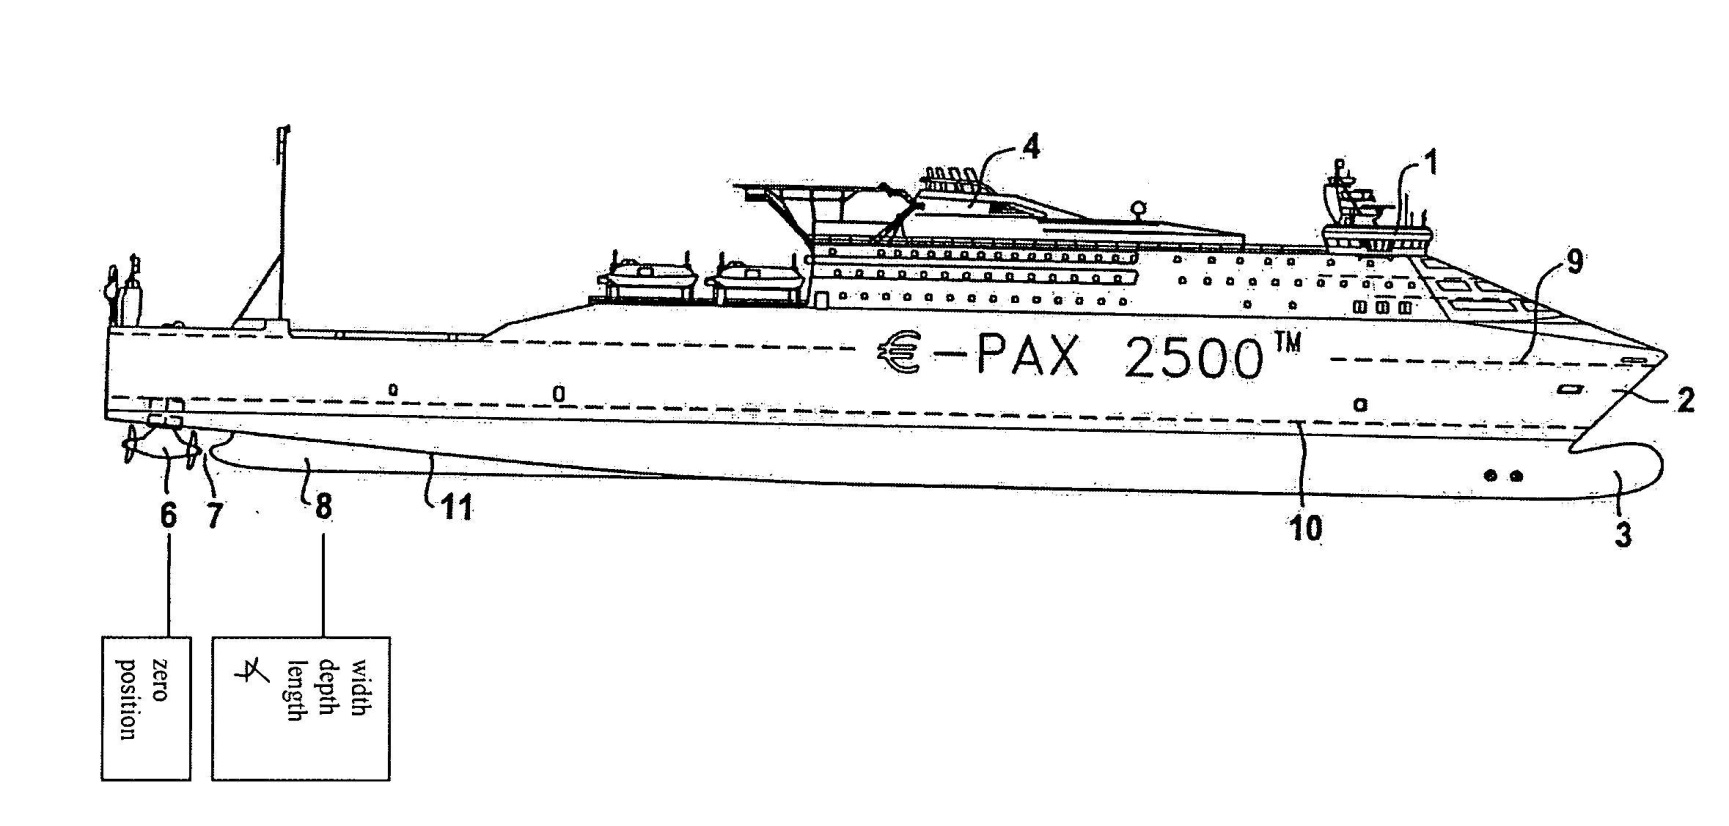 4
1
9
€-PAX 2500™
2
6
7
8
11
10
3
zero
position
width
depth
length